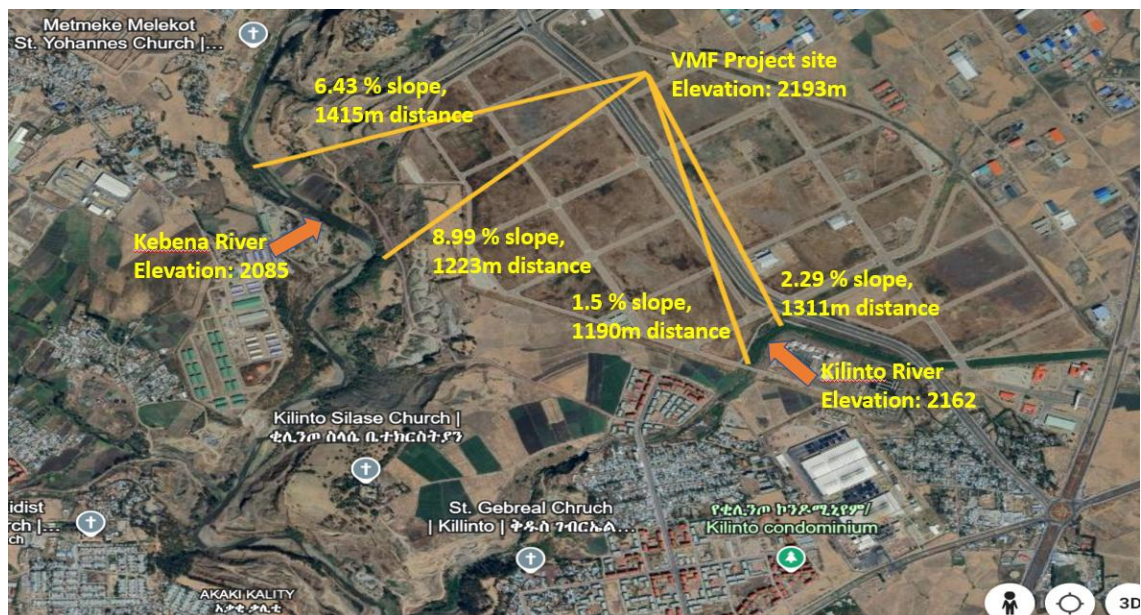 Metmeke Melekot
St. Yohannes Church |...
6.43 % slope,
1415m distance
VMF Project site
Elevation: 2193m
Kebena River
Elevation: 2085
8.99 % slope,
1223m distance
1.5 % slope,
1190m distance
2.29 % slope,
1311m distance
Kilinto River
Elevation: 2162
Kilinto Silase Church |
ቂሊንጦ ስላሴ ቤተክርስትያን
St. Gebreal Chruch
| Killinto | ቅዱስ ገብርኤል...
የቂሊንጦ ኮንዶሚኒየም/
Kilinto condominium
idist
rch |...
AKAKI KALITY
አቃቂ ቃሊቲ
3D